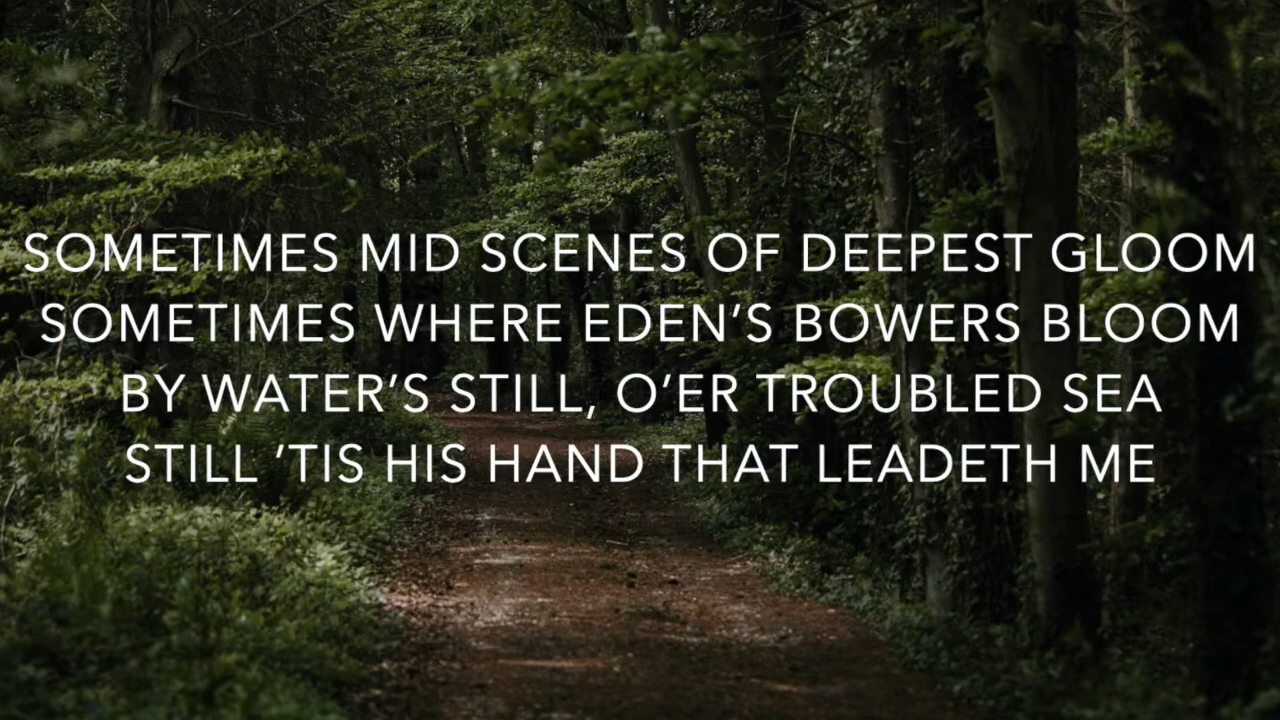 SOMETIMES MID SCENES OF DEEPEST GLOOM
SOMETIMES WHERE EDEN’S BOWERS BLOOM
BY WATER’S STILL, O’ER TROUBLED SEA
STILL ’TIS HIS HAND THAT LEADETH ME